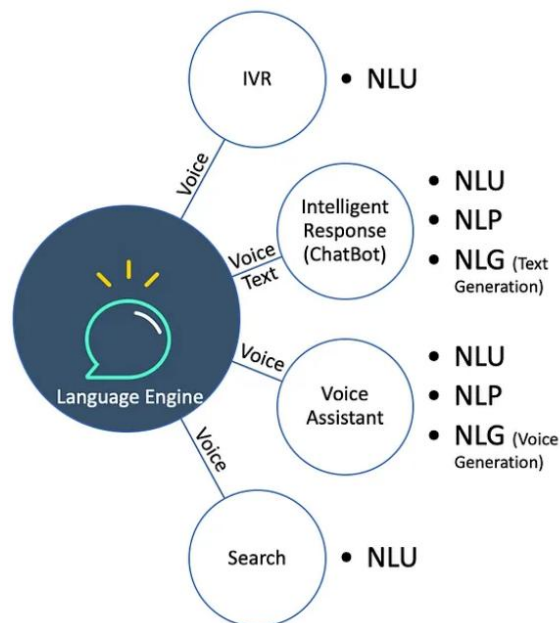 IVR
• NLU
Voice
Intelligent
Response
(ChatBot)
Voice
Text
• NLU
• NLP
• NLG (Text
Generation)
Language Engine
Voice
Voice
Assistant
• NLU
• NLP
• NLG (Voice
Generation)
Voice
Search
• NLU